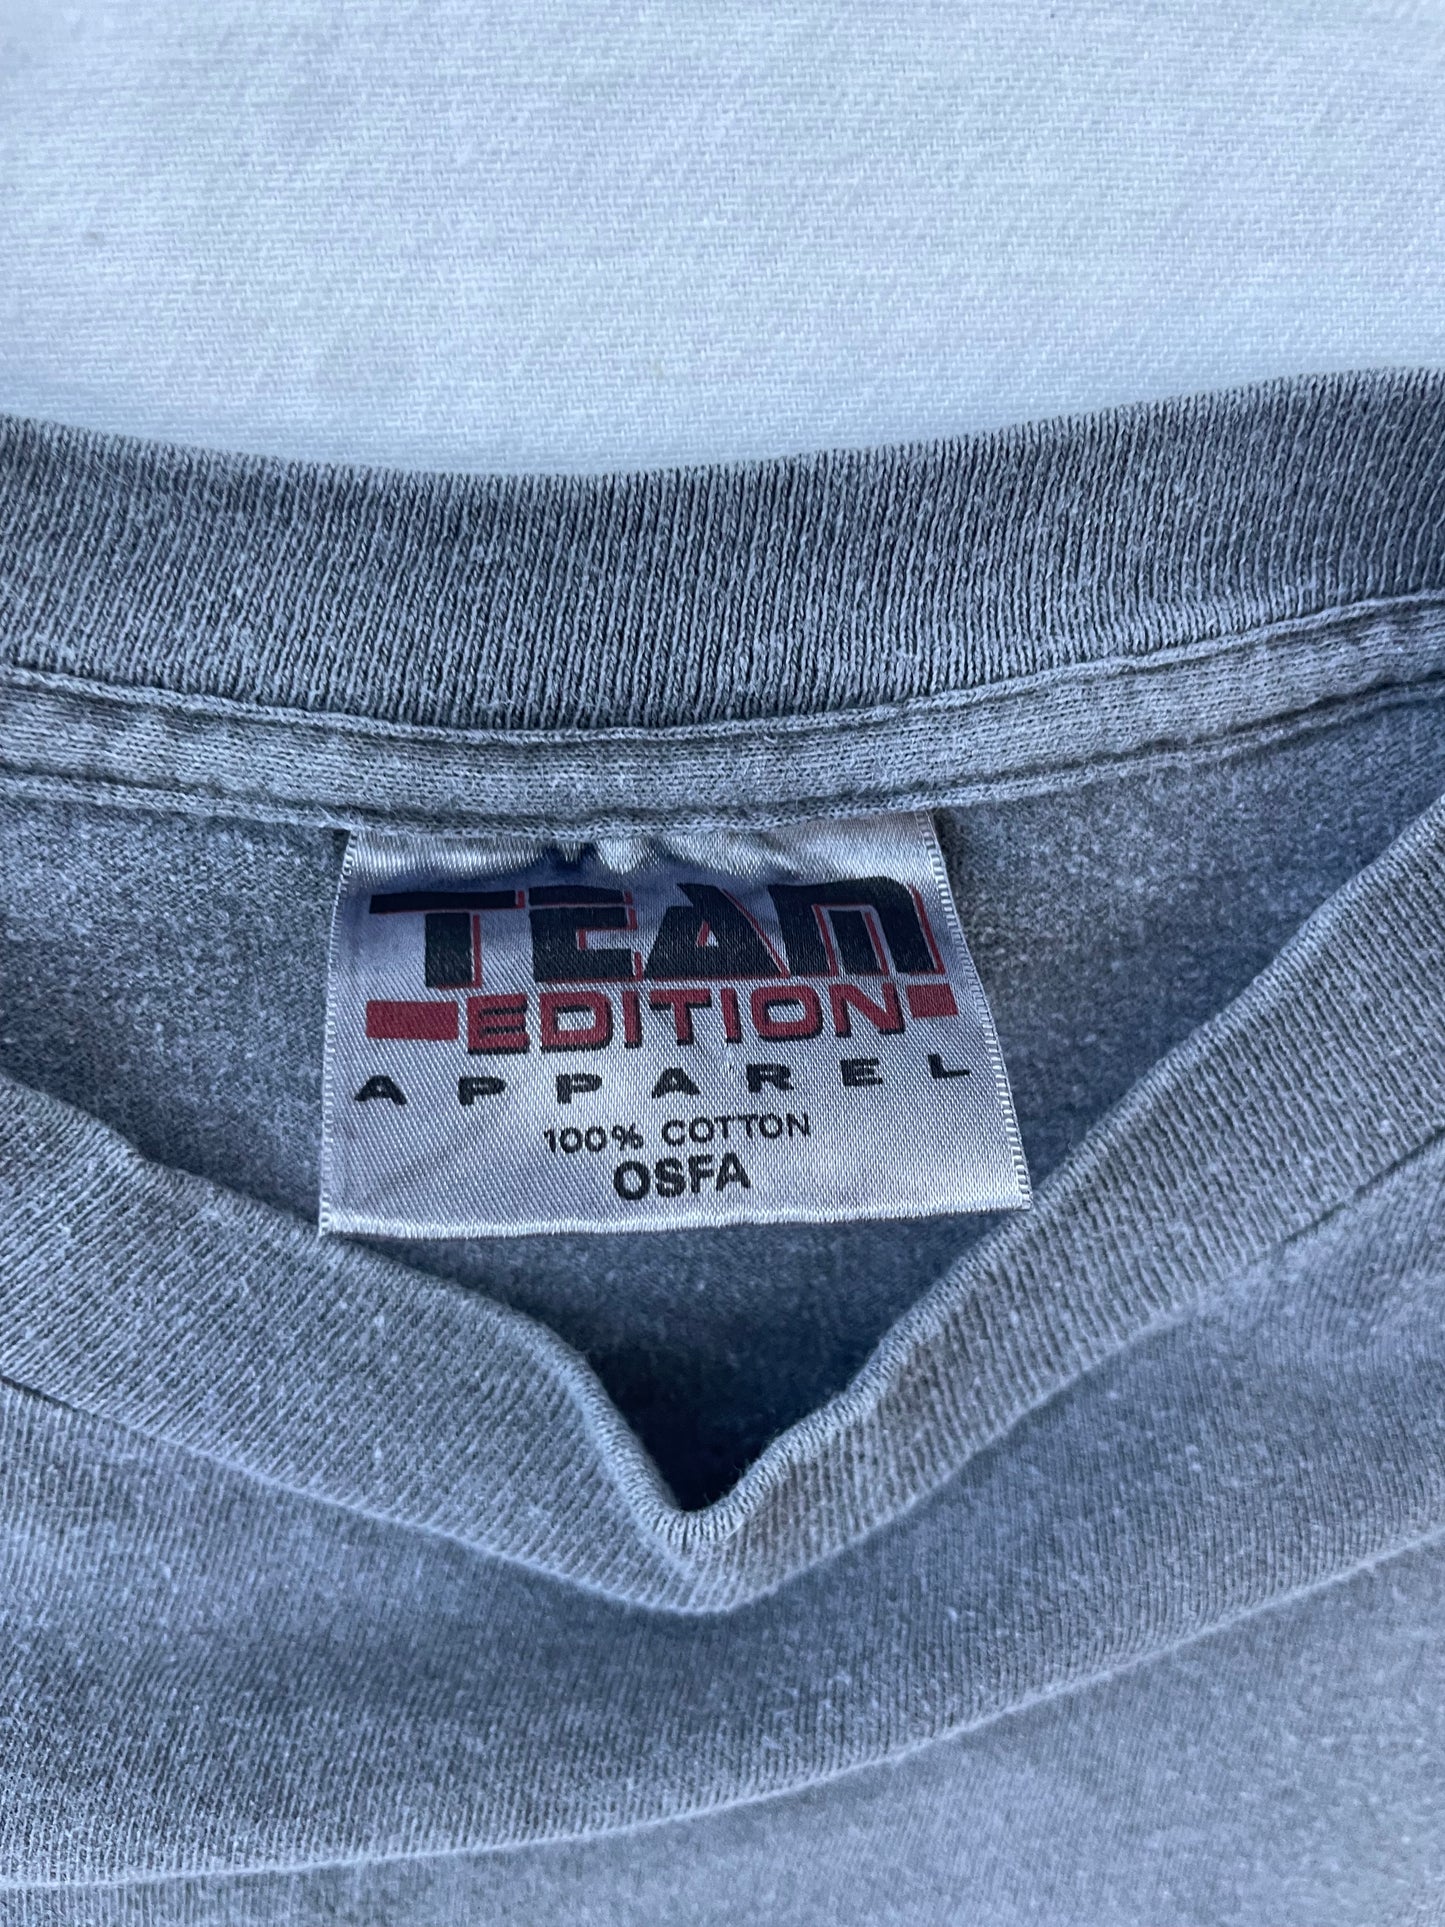 TEAM
EDITION
APPAREL
100% COTTON
OSFA